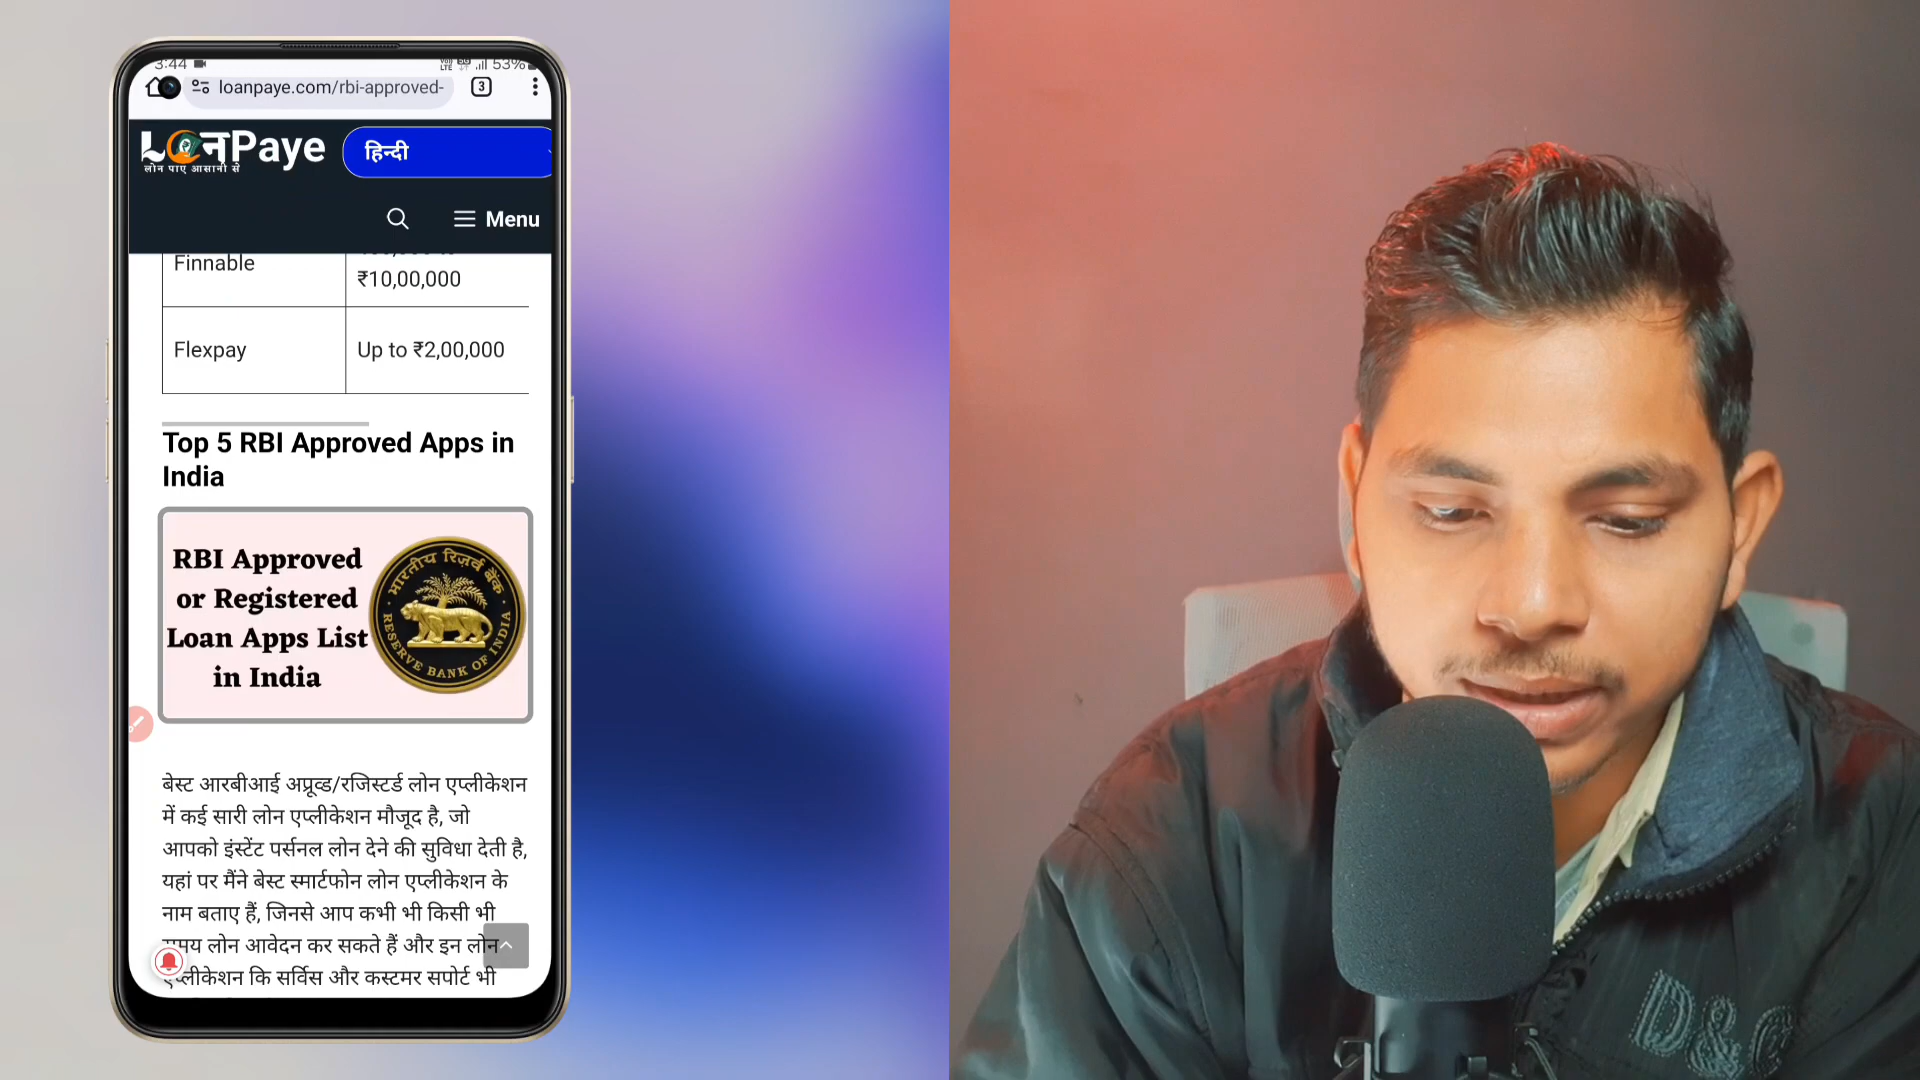 3:44
53%
loanpaye.com/rbi-approved-
3
LOनPaye
लोन पाए आसानी से
हिन्दी
Menu
Finnable
₹10,00,000
Flexpay
Up to ₹2,00,000
Top 5 RBI Approved Apps in
India
RBI Approved
or Registered
Loan Apps List
in India
भारतीय रिज़र्व बैंक
RESERVE BANK OF INDIA
बेस्ट आरबीआई अप्रूव्ड/रजिस्टर्ड लोन एप्लीकेशन
में कई सारी लोन एप्लीकेशन मौजूद है, जो
आपको इंस्टेंट पर्सनल लोन देने की सुविधा देती है,
यहां पर मैंने बेस्ट स्मार्टफोन लोन एप्लीकेशन के
नाम बताए हैं, जिनसे आप कभी भी किसी भी
समय लोन आवेदन कर सकते हैं और इन लोन
एप्लीकेशन कि सर्विस और कस्टमर सपोर्ट भी
D&G